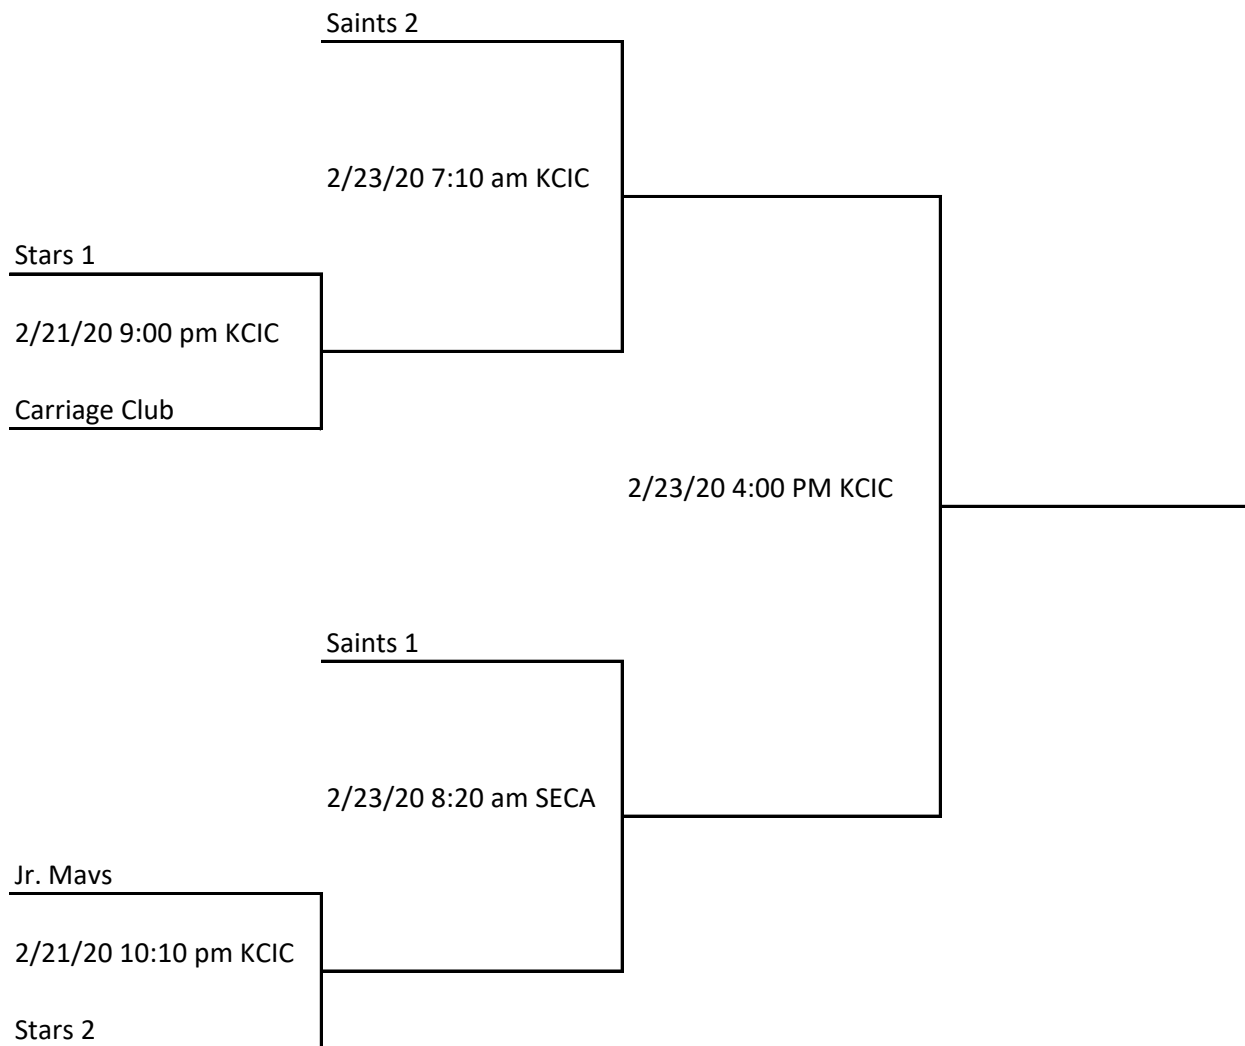 Saints 2
2/23/20 7:10 am KCIC
Stars 1
2/21/20 9:00 pm KCIC
Carriage Club
2/23/20 4:00 PM KCIC
Saints 1
2/23/20 8:20 am SECA
Jr. Mavs
2/21/20 10:10 pm KCIC
Stars 2